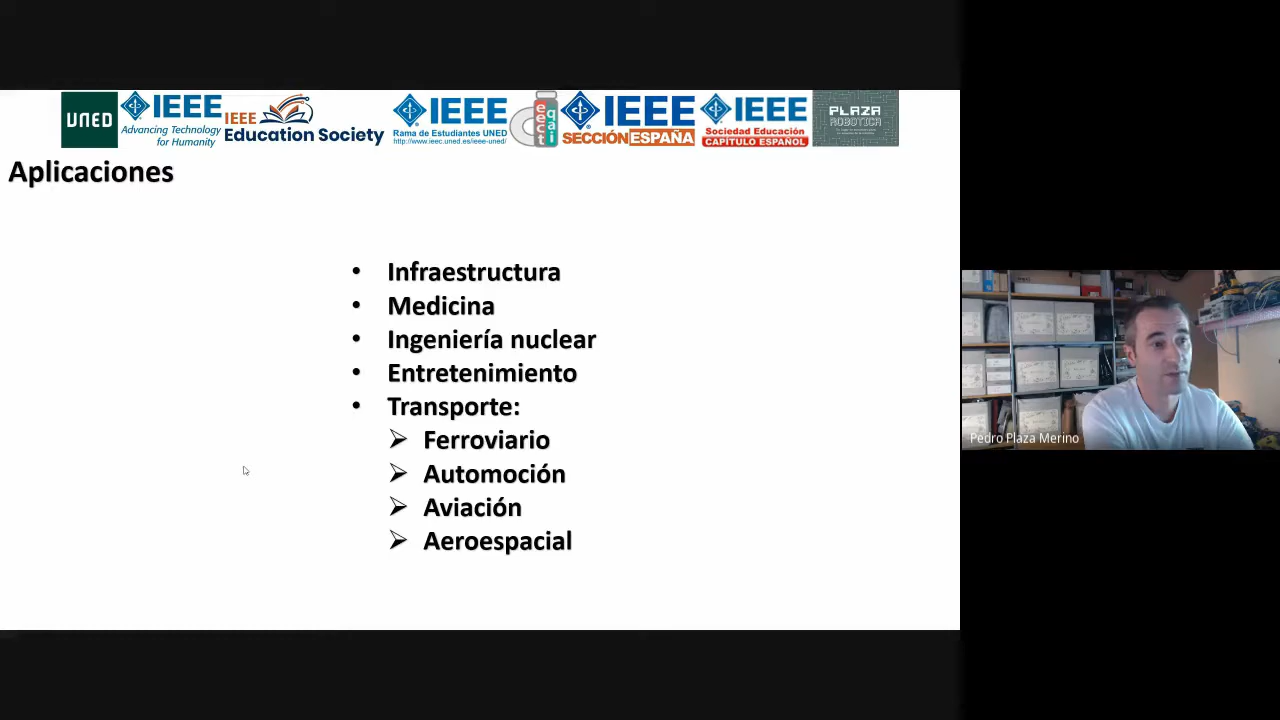 UNED
IEEE
Advancing Technology
for Humanity
IEEE
Education Society
IEEE
Rama de Estudiantes UNED
http://www.ieec.uned.es/ieee-uned/
IEEE
SECCIÓN ESPAÑA
IEEE
Sociedad Educación
CAPÍTULO ESPAÑOL
PLAZA
ROBOTICA
Aplicaciones
• Infraestructura
• Medicina
• Ingeniería nuclear
• Entretenimiento
• Transporte:
➢ Ferroviario
➢ Automoción
➢ Aviación
➢ Aeroespacial
Pedro Plaza Merino